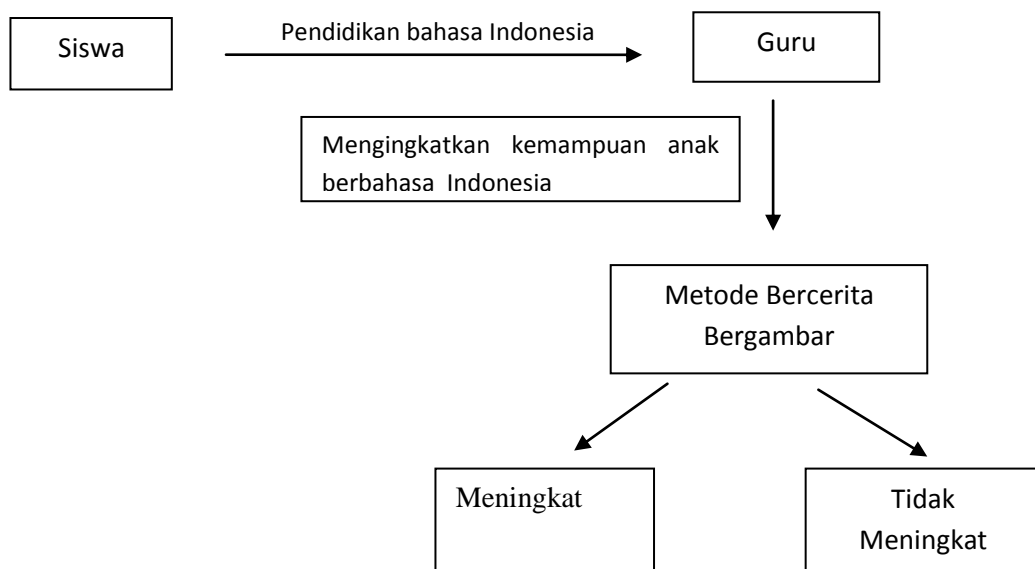 Siswa
Pendidikan bahasa Indonesia
Guru
Mengingkatkan kemampuan anak
berbahasa Indonesia
Metode Bercerita
Bergambar
Meningkat
Tidak
Meningkat